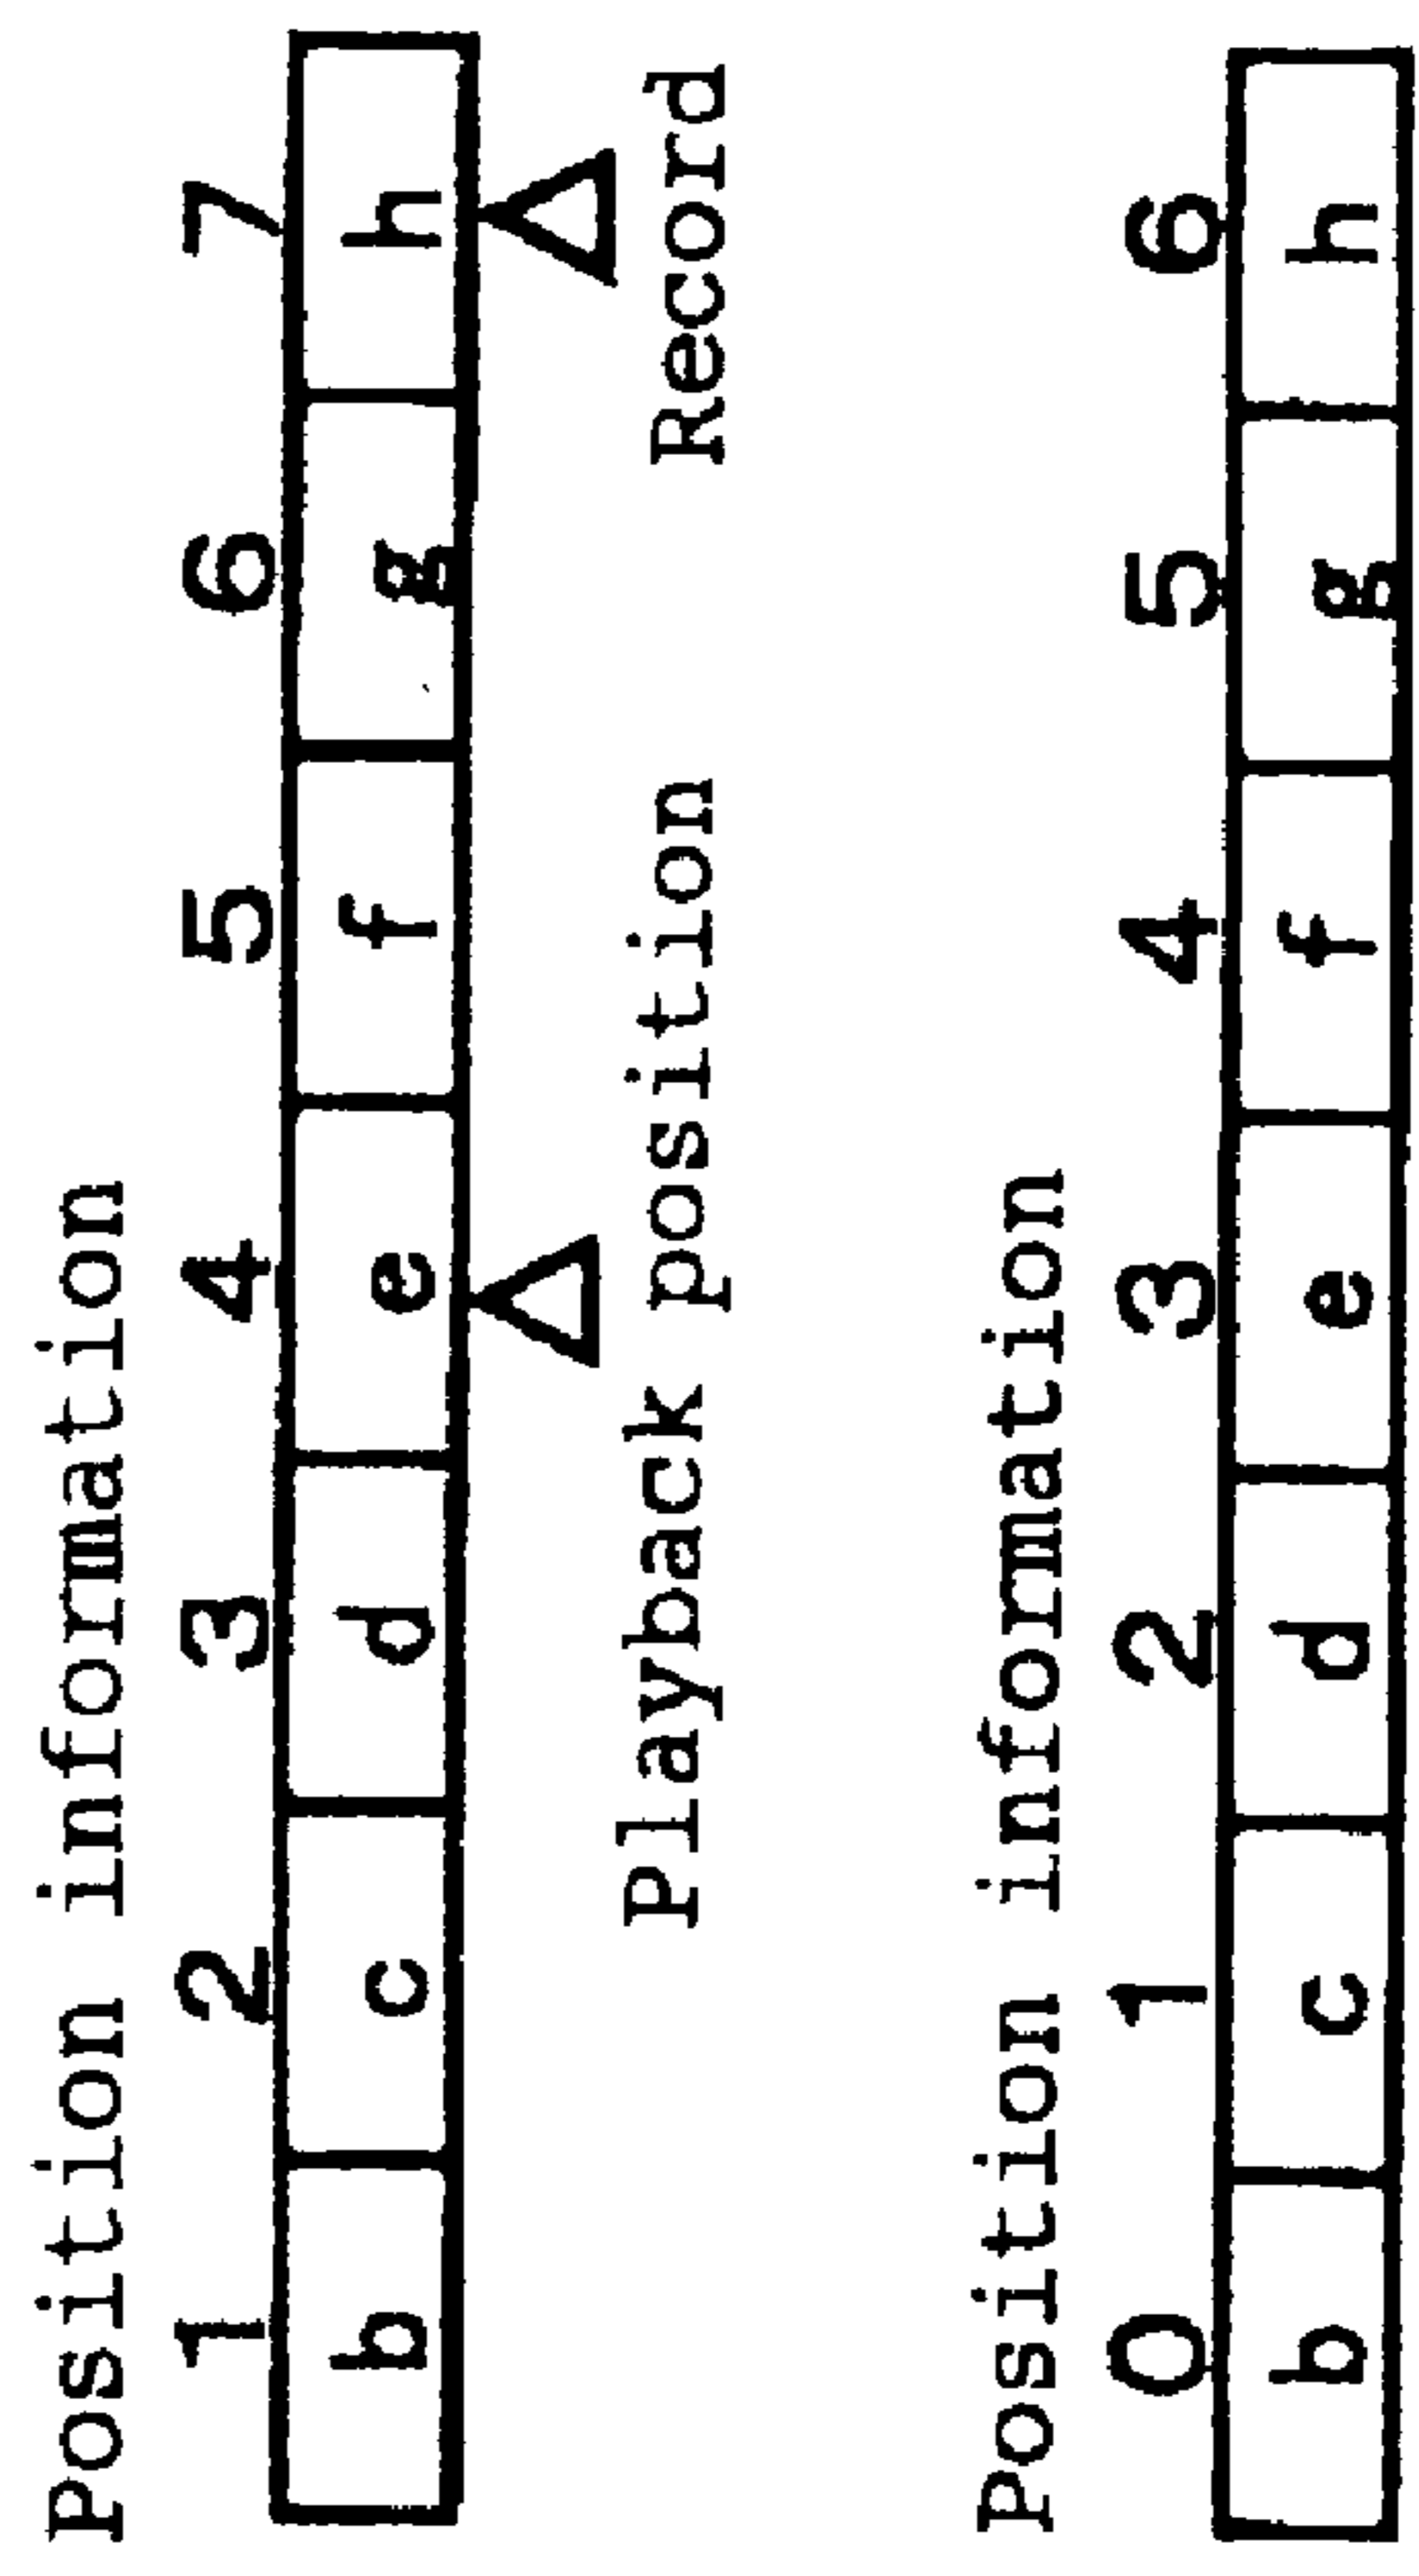 Position information
1 2 3 4 5 6 7
b c d e f g h
Playback position Record
Position information
0 1 2 3 4 5 6
b c d e f g h